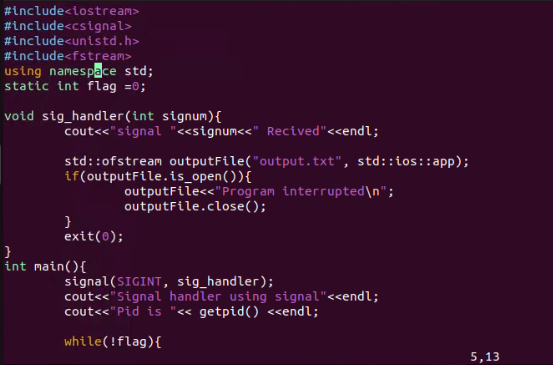 #include<iostream>
#include<csignal>
#include<unistd.h>
#include<fstream>
using namespace std;
static int flag =0;
void sig_handler(int signum){
cout<<"signal "<<signum<<" Recived"<<endl;
std::ofstream outputFile("output.txt", std::ios::app);
if(outputFile.is_open()){
outputFile<<"Program interrupted\n";
outputFile.close();
}
exit(0);
}
int main(){
signal(SIGINT, sig_handler);
cout<<"Signal handler using signal"<<endl;
cout<<"Pid is "<< getpid() <<endl;
while(!flag){
5,13